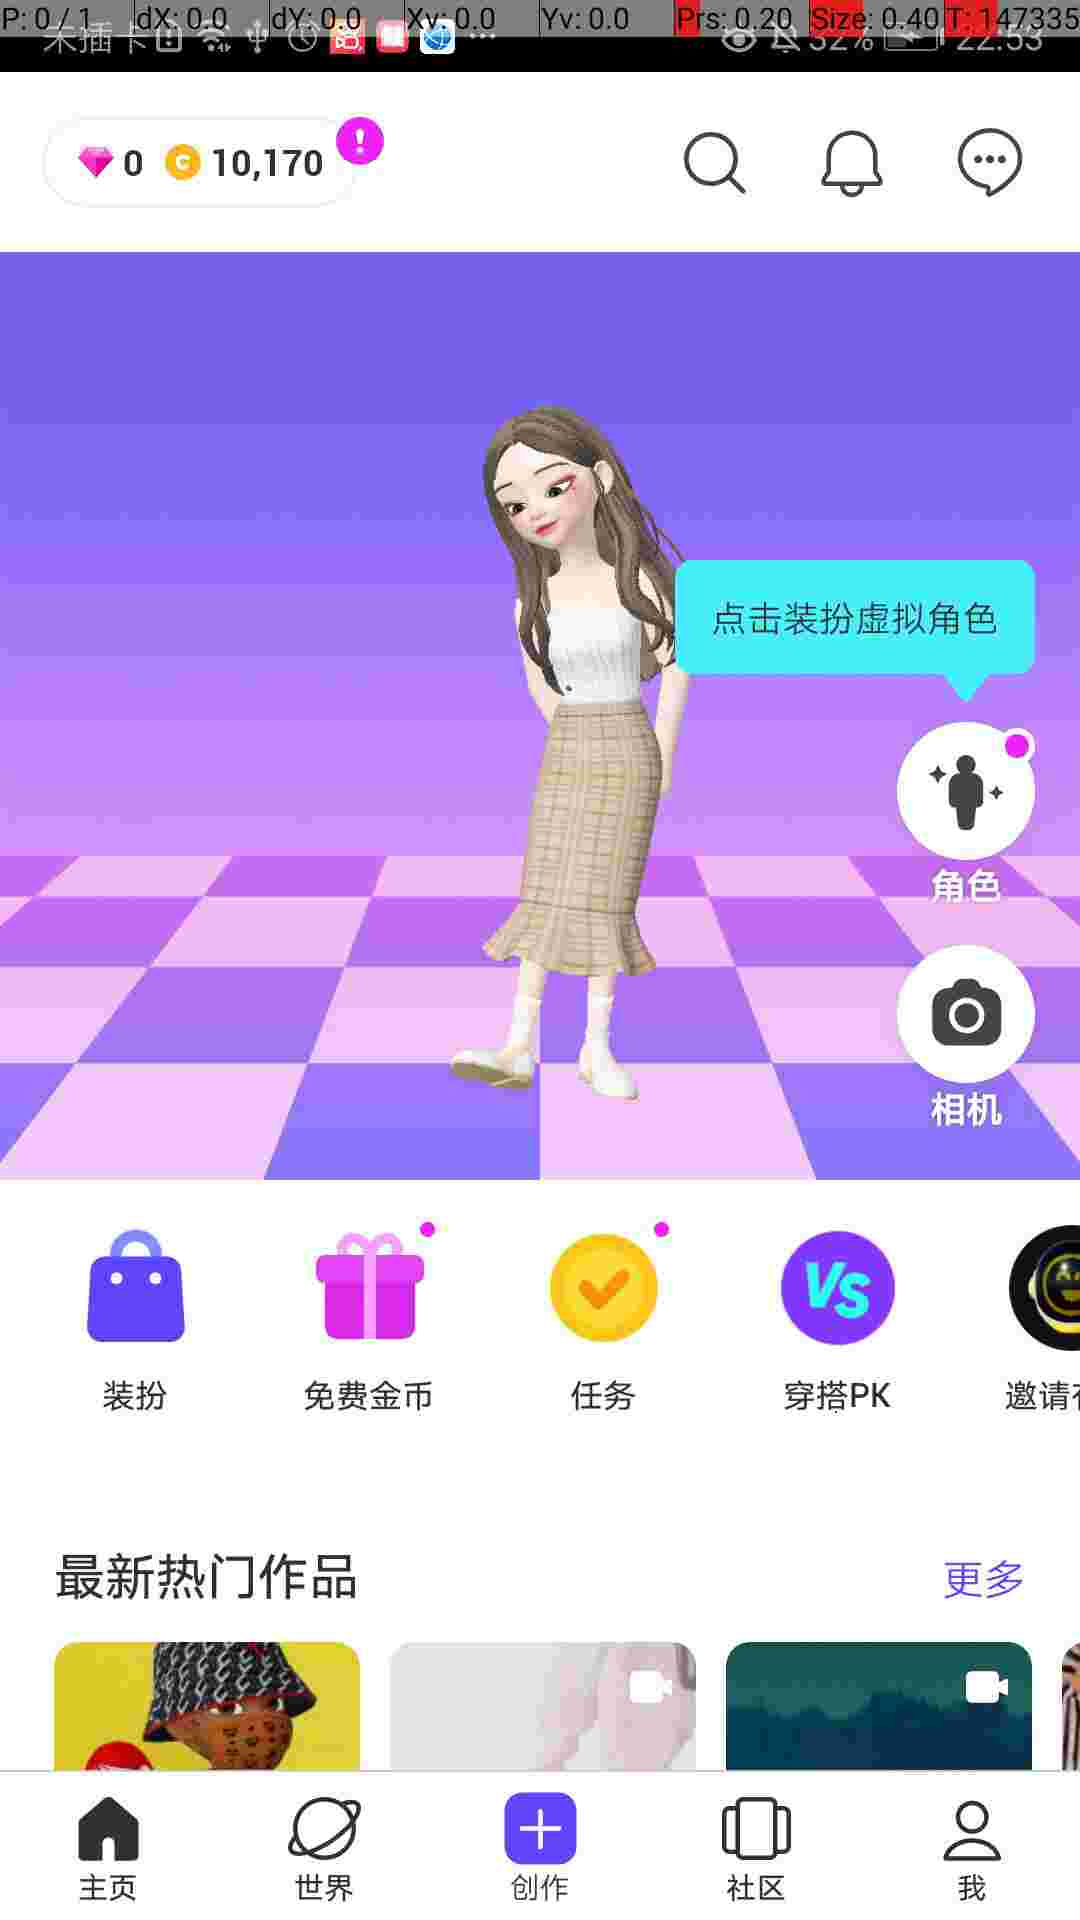 P: 0 / 1 dX: 0.0 dY: 0.0 Xv: 0.0 Yv: 0.0 Prs: 0.20 Size: 0.40 T: 147335
未插卡 32% 22:53
0 10,170
点击装扮虚拟角色
角色
相机
VS
装扮 免费金币 任务 穿搭PK 邀请
最新热门作品 更多
主页 世界 创作 社区 我